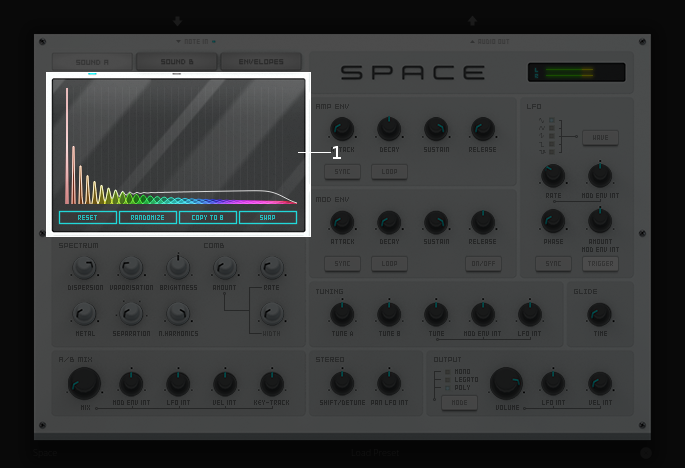 NOTE IN
AUDIO OUT
SOUND A
SOUND B
ENVELOPES
SPACE
L
R
AMP ENV
LFO
1
ATTACK
DECAY
SUSTAIN
RELEASE
WAVE
SYNC
LOOP
RATE
MOD ENV INT
MOD ENV
RESET
RANDOMIZE
COPY TO B
SWAP
ATTACK
DECAY
SUSTAIN
RELEASE
PHASE
AMOUNT
MOD ENV INT
SPECTRUM
COMB
SYNC
LOOP
ON/OFF
SYNC
TRIGGER
DISPERSION
VAPORISATION
BRIGHTNESS
AMOUNT
RATE
TUNING
GLIDE
METAL
SEPARATION
N.HARMONICS
WIDTH
TUNE A
TUNE B
TUNE
MOD ENV INT
LFO INT
TIME
A/B MIX
STEREO
OUTPUT
MONO
LEGATO
POLY
MONO
MIX
MOD ENV INT
LFO INT
VEL INT
KEY-TRACK
SHIFT/DETUNE
PAN LFO INT
VOLUME
LFO INT
VEL INT